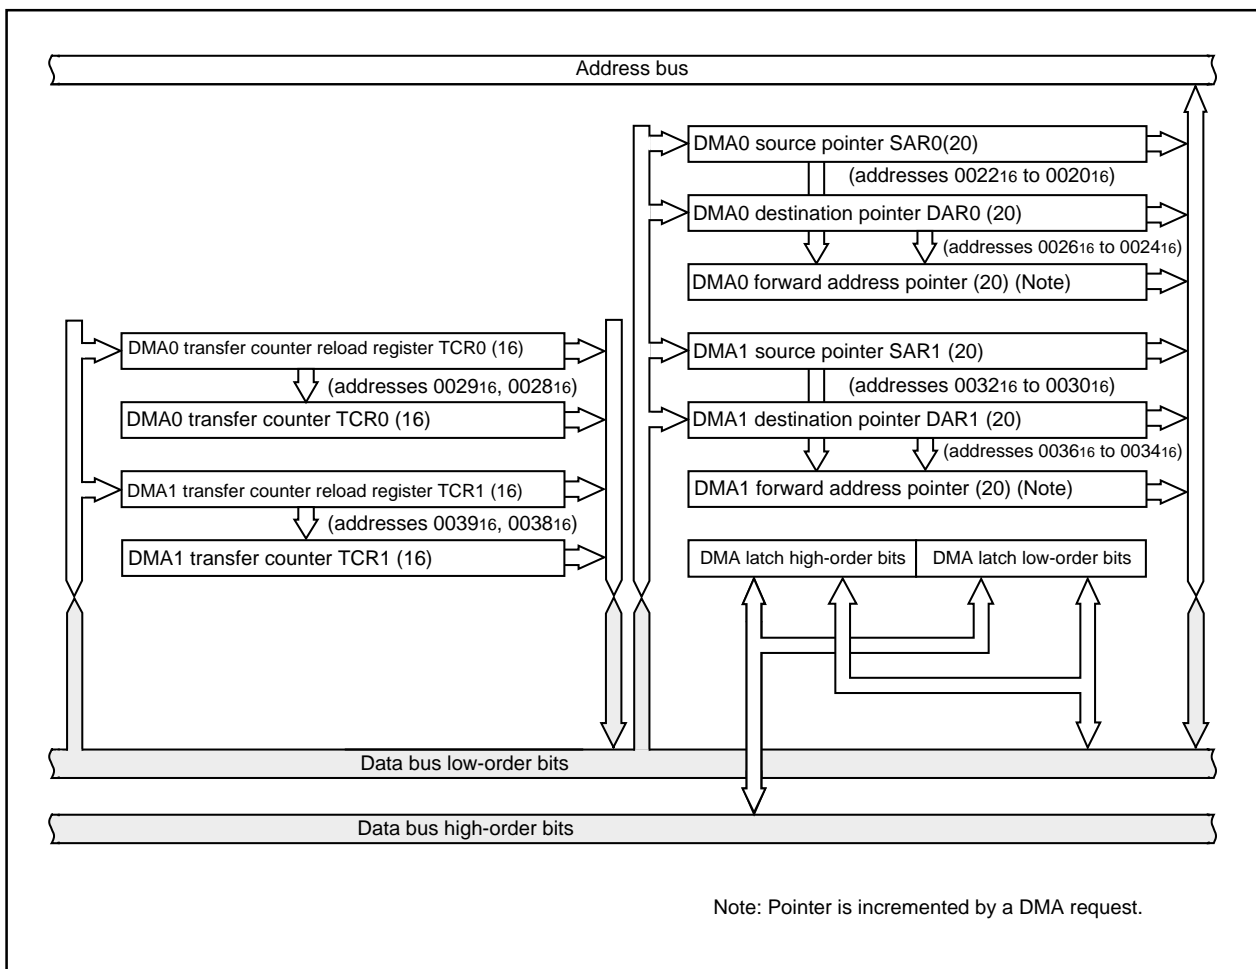 Address bus
DMA0 source pointer SAR0(20)
(addresses 002216 to 002016)
DMA0 destination pointer DAR0 (20)
(addresses 002616 to 002416)
DMA0 forward address pointer (20) (Note)
DMA0 transfer counter reload register TCR0 (16)
(addresses 002916, 002816)
DMA0 transfer counter TCR0 (16)
DMA1 transfer counter reload register TCR1 (16)
(addresses 003916, 003816)
DMA1 transfer counter TCR1 (16)
DMA1 source pointer SAR1 (20)
(addresses 003216 to 003016)
DMA1 destination pointer DAR1 (20)
(addresses 003616 to 003416)
DMA1 forward address pointer (20) (Note)
DMA latch high-order bits
DMA latch low-order bits
Data bus low-order bits
Data bus high-order bits
Note: Pointer is incremented by a DMA request.